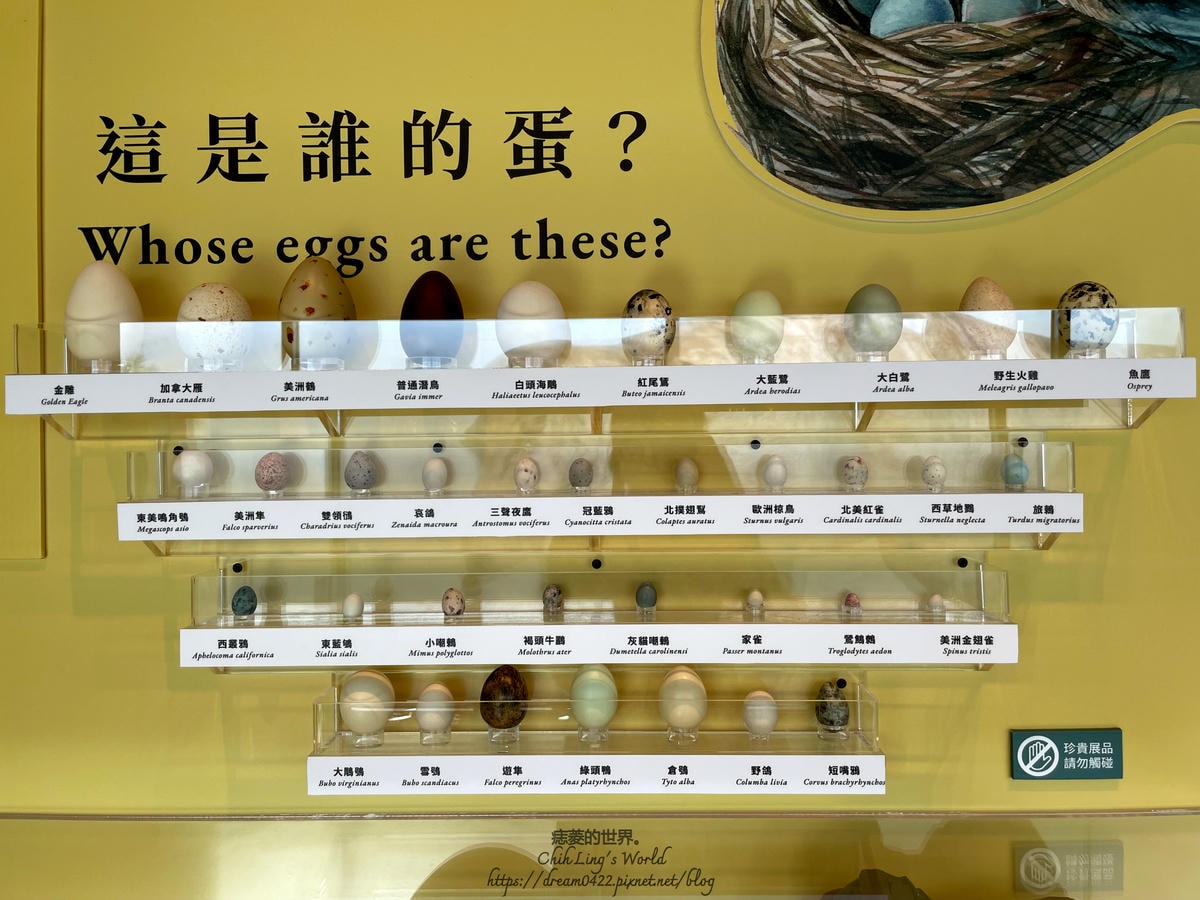 這是誰的蛋？
Whose eggs are these?
金雕 加拿大雁 美洲鶴 普通潛鳥 白頭海鵰 紅尾鵟 大藍鷺 大白鷺 野生火雞 魚鷹
Golden Eagle Branta canadensis Grus americana Gavia immer Haliaeetus leucocephalus Buteo jamaicensis Ardea herodias Ardea alba Meleagris gallopavo Osprey
東美鳴角鴞 美洲隼 雙領鴴 哀鴿 三聲夜鷹 冠藍鴉 北撲翅鴷 歐洲椋鳥 北美紅雀 西草地鷚 旅鶇
Megascops asio Falco sparverius Charadrius vociferus Zenaida macroura Antrostomus vociferus Cyanocitta cristata Colaptes auratus Sturnus vulgaris Cardinalis cardinalis Sturnella neglecta Turdus migratorius
西叢鴉 東藍鴝 小嘲鶇 褐頭牛鸝 灰貓嘲鶇 家雀 鶯鷦鷯 美洲金翅雀
Aphelocoma californica Sialia sialis Mimus polyglottos Molothrus ater Dumetella carolinensi Passer montanus Troglodytes aedon Spinus tristis
大鵰鴞 雪鴞 遊隼 綠頭鴨 倉鴞 野鴿 短嘴鴉
Bubo virginianus Bubo scandiacus Falco peregrinus Anas platyrhynchos Tyto alba Columba livia Corvus brachyrhynchos
珍貴展品
請勿觸碰
痣菱的世界。
ChihLing's World
https://dream0422.pixnet.net/blog